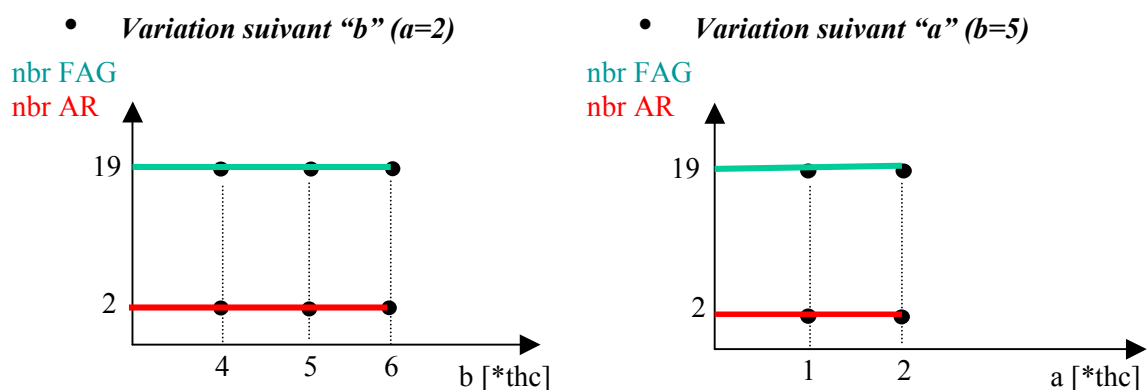 • Variation suivant “b” (a=2)
nbr FAG
nbr AR
19
2
4 5 6
b [*thc]
• Variation suivant “a” (b=5)
nbr FAG
nbr AR
19
2
1 2
a [*thc]